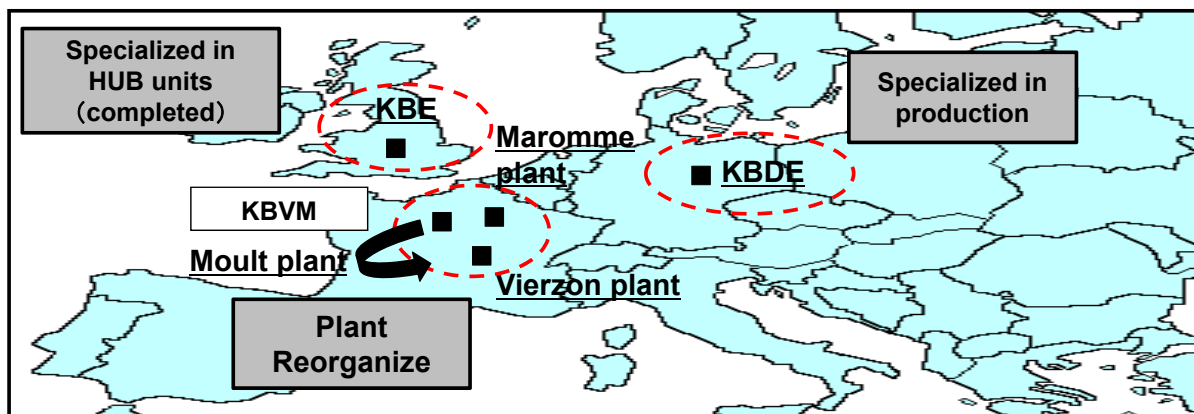 Specialized in
HUB units
（completed）
KBE
Maromme
plant
Specialized in
production
KBDE
KBVM
Moult plant
Vierzon plant
Plant
Reorganize